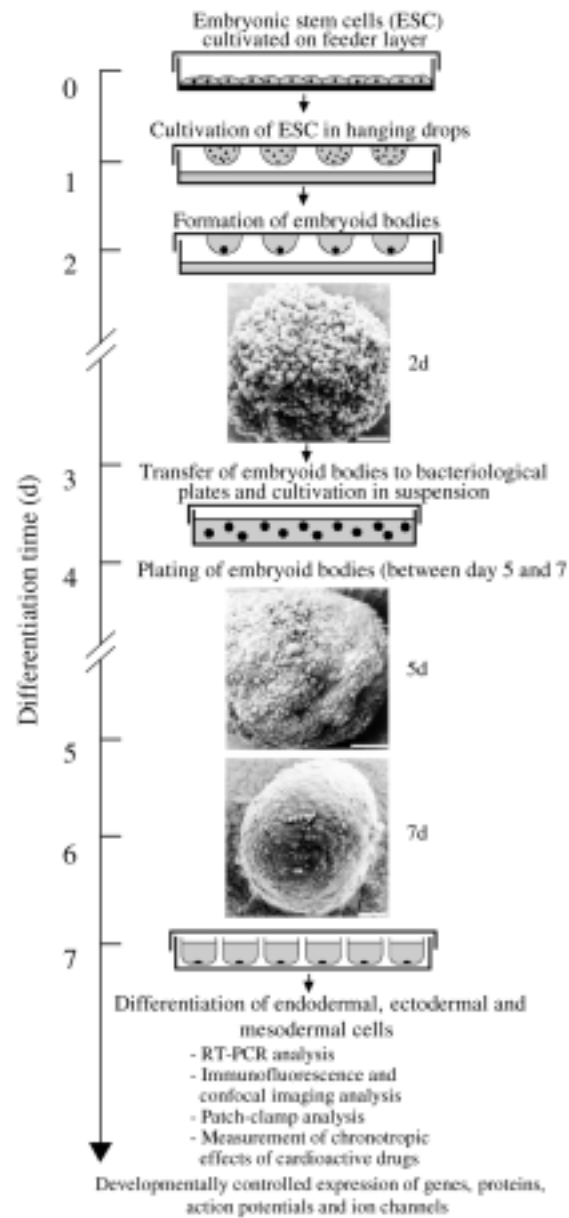 Embryonic stem cells (ESC)
cultivated on feeder layer
0
Cultivation of ESC in hanging drops
1
Formation of embryoid bodies
2
2d
3
Transfer of embryoid bodies to bacteriological
plates and cultivation in suspension
4
Plating of embryoid bodies (between day 5 and 7
Differentiation time (d)
5d
5
7d
6
7
Differentiation of endodermal, ectodermal and
mesodermal cells
- RT-PCR analysis
- Immunofluorescence and
confocal imaging analysis
- Patch-clamp analysis
- Measurement of chronotropic
effects of cardioactive drugs
Developmentally controlled expression of genes, proteins,
action potentials and ion channels